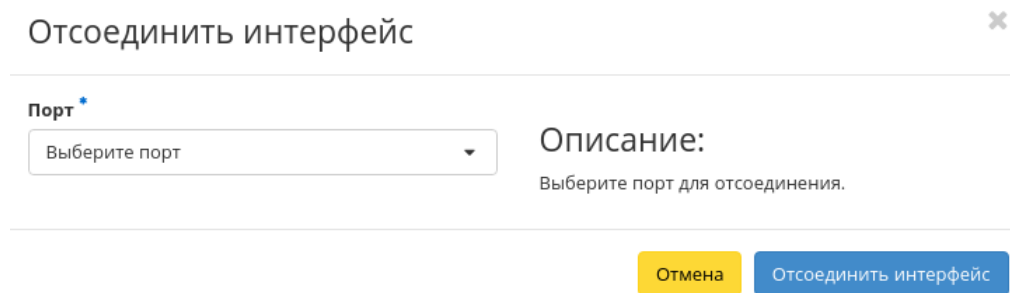 Отсоединить интерфейс
Порт *
Выберите порт
Описание:
Выберите порт для отсоединения.
Отмена
Отсоединить интерфейс